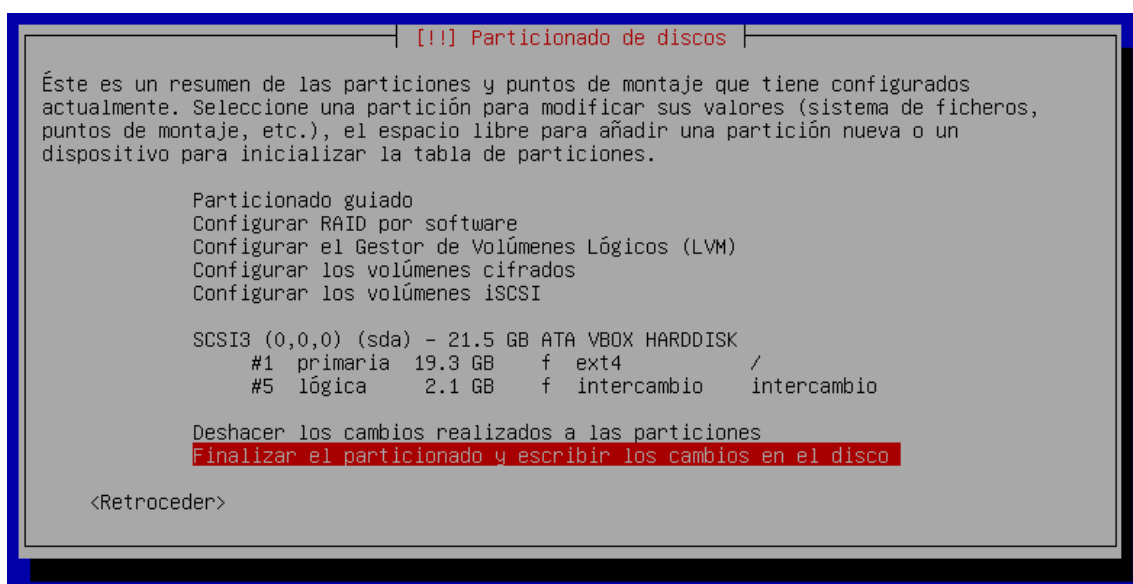 [!!] Particionado de discos
Éste es un resumen de las particiones y puntos de montaje que tiene configurados
actualmente. Seleccione una partición para modificar sus valores (sistema de ficheros,
puntos de montaje, etc.), el espacio libre para añadir una partición nueva o un
dispositivo para inicializar la tabla de particiones.
Particionado guiado
Configurar RAID por software
Configurar el Gestor de Volúmenes Lógicos (LVM)
Configurar los volúmenes cifrados
Configurar los volúmenes iSCSI
SCSI3 (0,0,0) (sda) – 21.5 GB ATA VBOX HARDDISK
#1 primaria 19.3 GB f ext4 /
#5 lógica 2.1 GB f intercambio intercambio
Deshacer los cambios realizados a las particiones
Finalizar el particionado y escribir los cambios en el disco
<Retroceder>